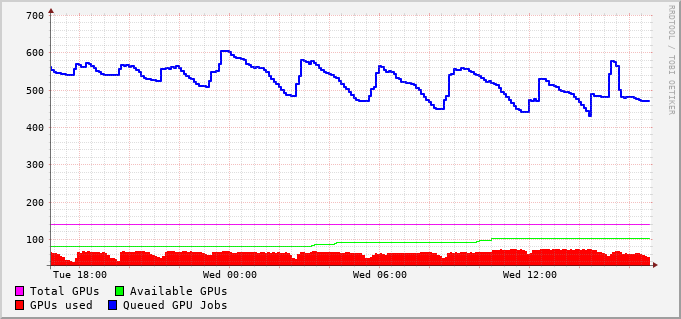 700
600
500
400
300
200
100
Tue 18:00 Wed 00:00 Wed 06:00 Wed 12:00
Total GPUs Available GPUs
GPUs used Queued GPU Jobs
RRDTOOL / TOBI OETIKER